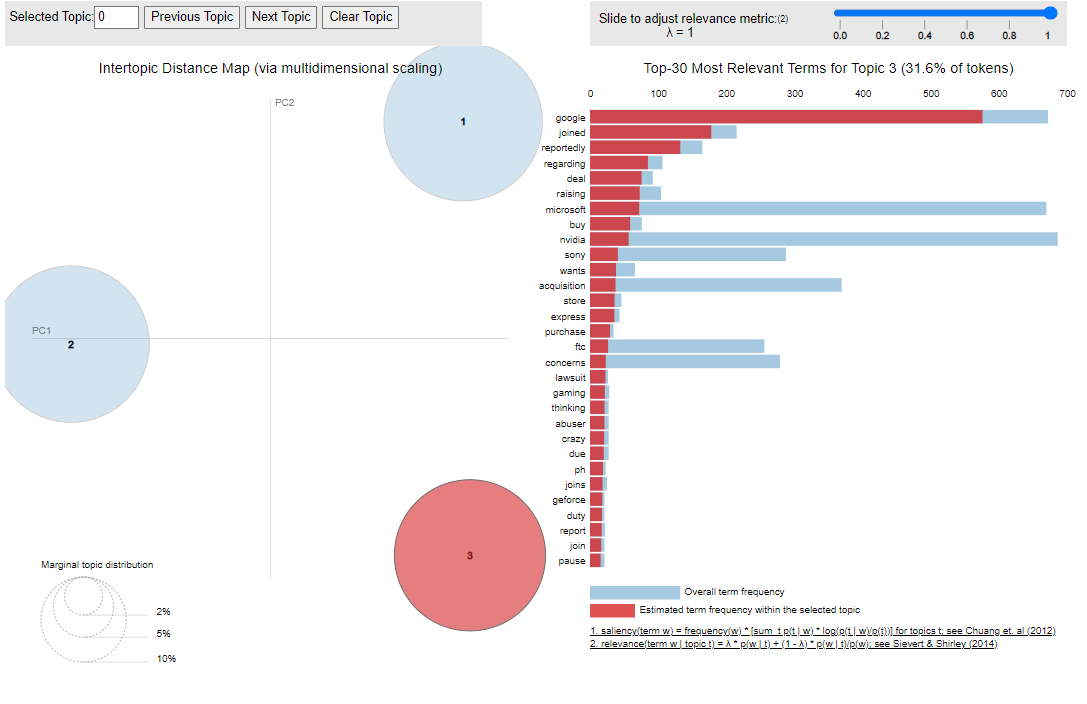 Selected Topic: 0 Previous Topic Next Topic Clear Topic
Slide to adjust relevance metric:(2)
λ = 1
0.0 0.2 0.4 0.6 0.8 1
Intertopic Distance Map (via multidimensional scaling)
PC2
1
PC1
2
3
Marginal topic distribution
2%
5%
10%
Top-30 Most Relevant Terms for Topic 3 (31.6% of tokens)
0 100 200 300 400 500 600 700
google
joined
reportedly
regarding
deal
raising
microsoft
buy
nvidia
sony
wants
acquisition
store
express
purchase
ftc
concerns
lawsuit
gaming
thinking
abuser
crazy
due
ph
joins
geforce
duty
report
join
pause
Overall term frequency
Estimated term frequency within the selected topic
1. saliency(term w) = frequency(w) * [sum_t p(t | w) * log(p(t | w)/p(t))] for topics t; see Chuang et. al (2012)
2. relevance(term w | topic t) = λ * p(w | t) + (1 - λ) * p(w | t)/p(w); see Sievert & Shirley (2014)